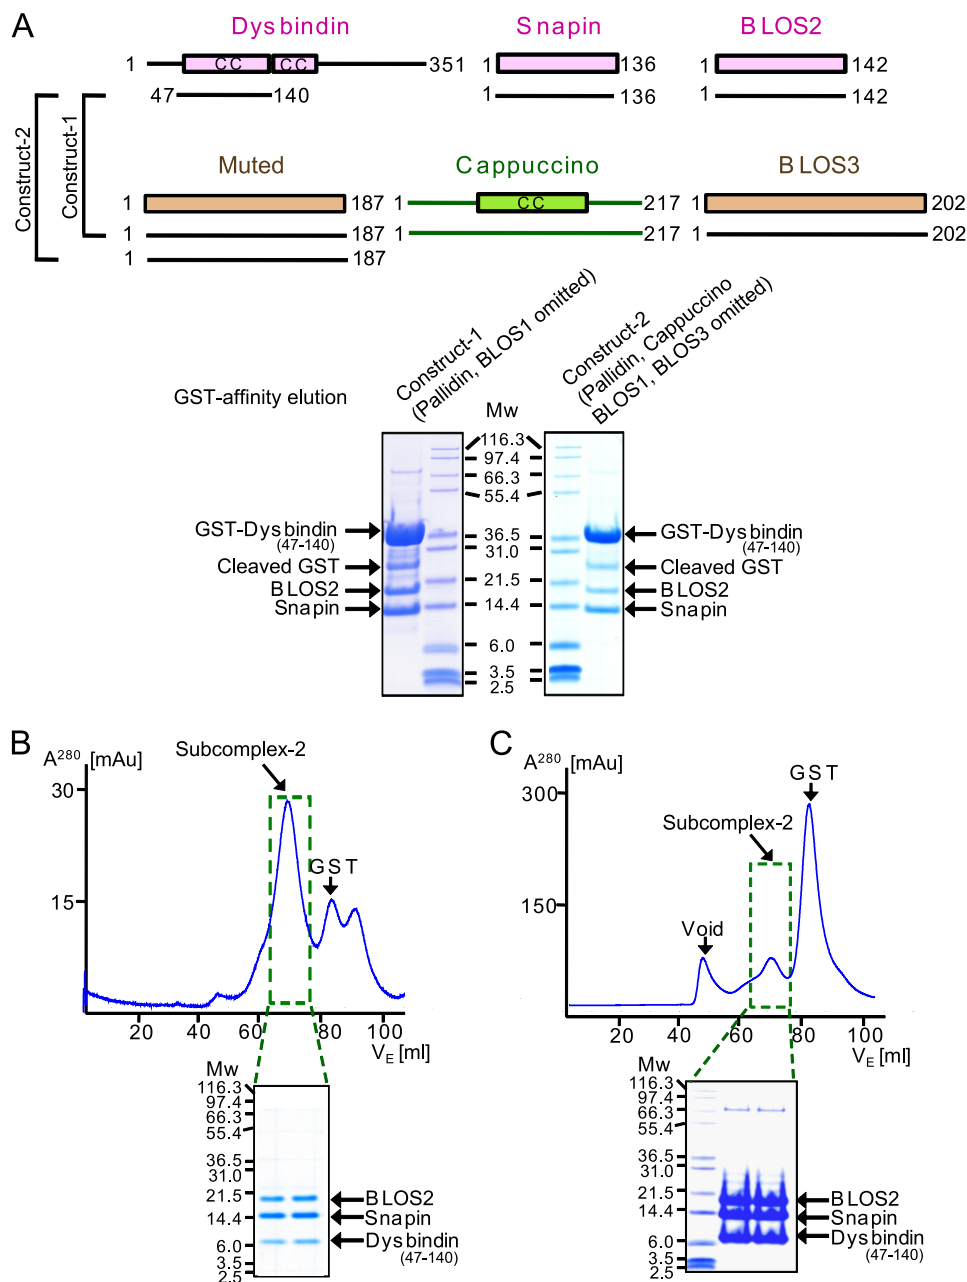 A
Dysbindin Snapin BLOS2
1 CC CC 351 1 136 1 142
47 140 1 136 1 142
Construct-2
Construct-1
Muted Cappuccino BLOS3
1 187 1 CC 217 1 202
1 187 1 217 1 202
1 187
GST-affinity elution
Construct-1
(Pallidin, BLOS1 omitted)
Mw
Construct-2
(Pallidin, Cappuccino
BLOS1, BLOS3 omitted)
116.3
97.4
66.3
55.4
36.5
31.0
21.5
14.4
6.0
3.5
2.5
GST-Dysbindin
(47-140)
Cleaved GST
BLOS2
Snapin
GST-Dysbindin
(47-140)
Cleaved GST
BLOS2
Snapin
B
A280 [mAu]
Subcomplex-2
30
GST
15
20 40 60 80 100
VE [ml]
Mw
116.3
97.4
66.3
55.4
36.5
31.0
21.5
14.4
6.0
3.5
2.5
BLOS2
Snapin
Dysbindin
(47-140)
C
A280 [mAu]
GST
300
Subcomplex-2
150
Void
20 40 60 80 100
VE [ml]
Mw
116.3
97.4
66.3
55.4
36.5
31.0
21.5
14.4
6.0
3.5
2.5
BLOS2
Snapin
Dysbindin
(47-140)